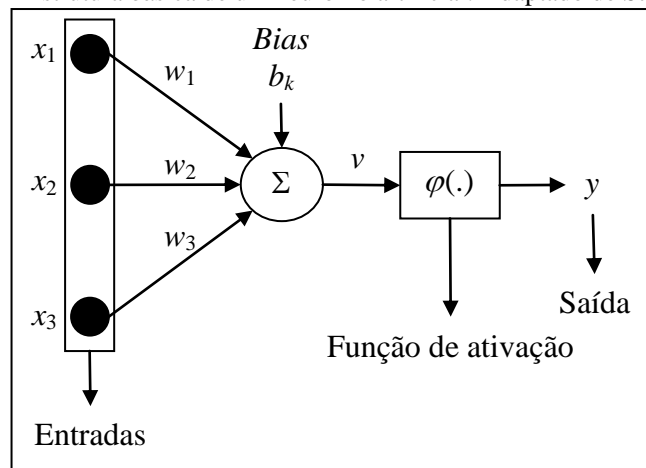 x1
x2
x3
w1
w2
w3
Bias
bk
Σ
v
φ(.)
y
Saída
Função de ativação
Entradas